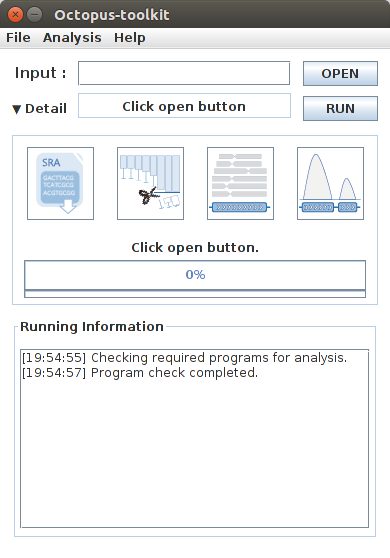 Octopus-toolkit
File Analysis Help
Input :
OPEN
▼ Detail
Click open button
RUN
SRA
GACTTACG
TCATCGCG
ACGTGCGG
Click open button.
0%
Running Information
[19:54:55] Checking required programs for analysis.
[19:54:57] Program check completed.